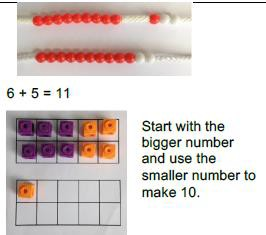 6 + 5 = 11
Start with the
bigger number
and use the
smaller number to
make 10.